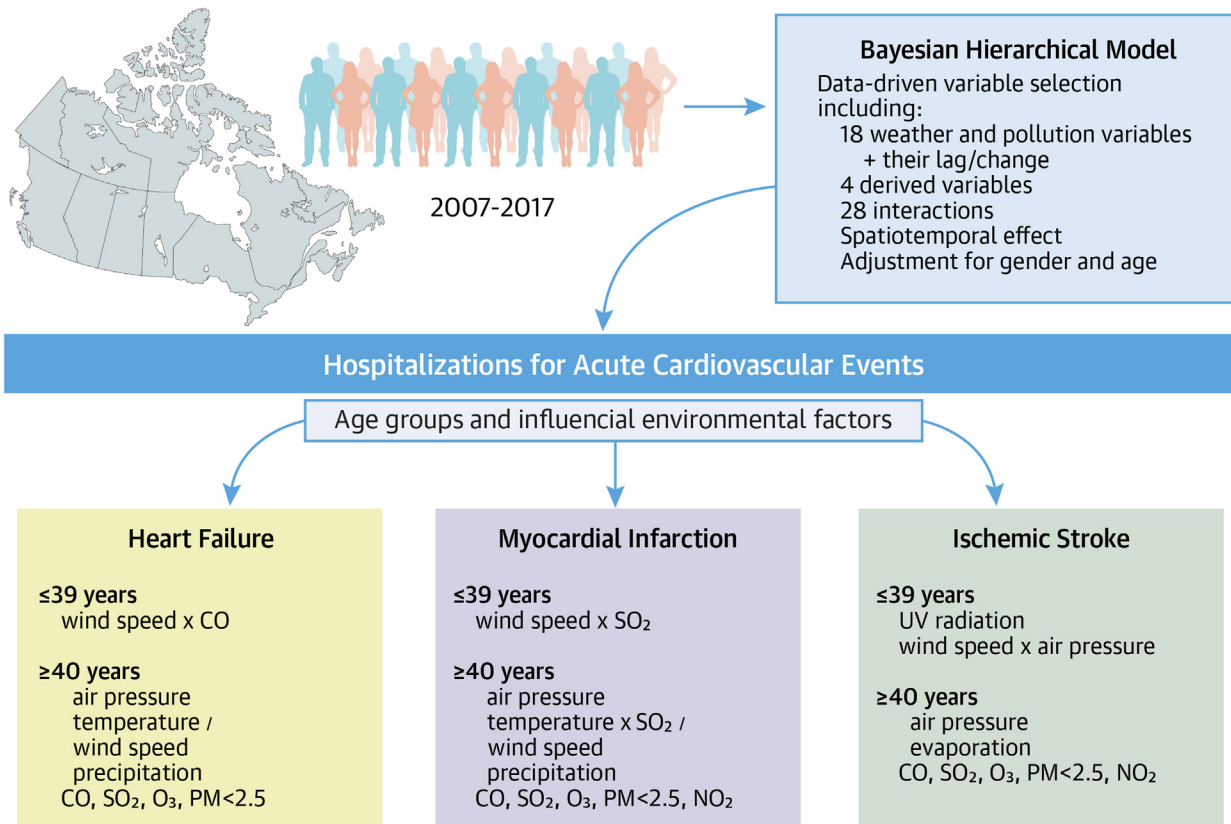 2007-2017
Bayesian Hierarchical Model
Data-driven variable selection
including:
18 weather and pollution variables
+ their lag/change
4 derived variables
28 interactions
Spatiotemporal effect
Adjustment for gender and age
Hospitalizations for Acute Cardiovascular Events
Age groups and influencial environmental factors
Heart Failure
≤39 years
wind speed x CO
≥40 years
air pressure
temperature /
wind speed
precipitation
CO, SO₂, O₃, PM<2.5
Myocardial Infarction
≤39 years
wind speed x SO₂
≥40 years
air pressure
temperature x SO₂ /
wind speed
precipitation
CO, SO₂, O₃, PM<2.5, NO₂
Ischemic Stroke
≤39 years
UV radiation
wind speed x air pressure
≥40 years
air pressure
evaporation
CO, SO₂, O₃, PM<2.5, NO₂